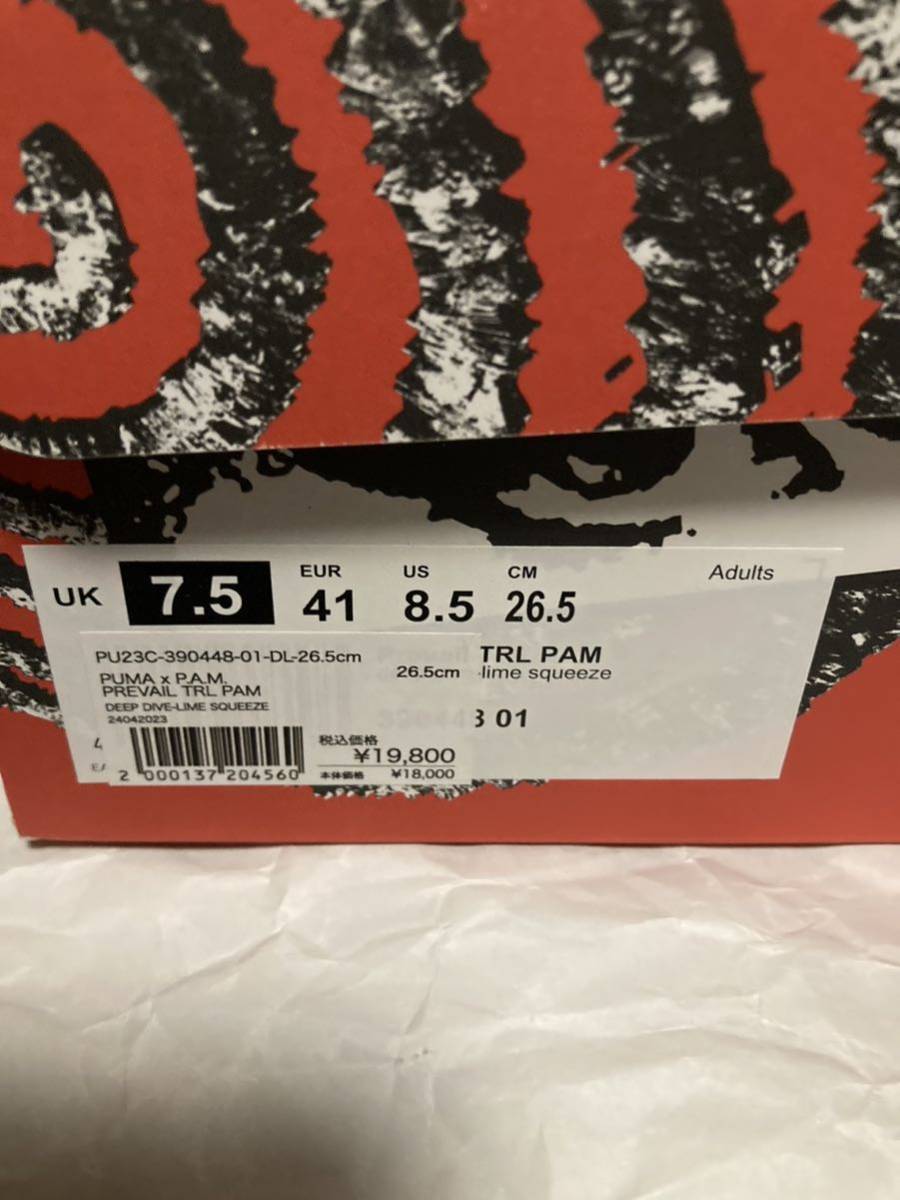 UK 7.5 EUR 41 US 8.5 CM 26.5 Adults
TRL PAM
-lime squeeze
3 01
PU23C-390448-01-DL-26.5cm
26.5cm
PUMA x P.A.M.
PREVAIL TRL PAM
DEEP DIVE-LIME SQUEEZE
24042023
税込価格
¥19,800
本体価格 ¥18,000
2 000137 204560